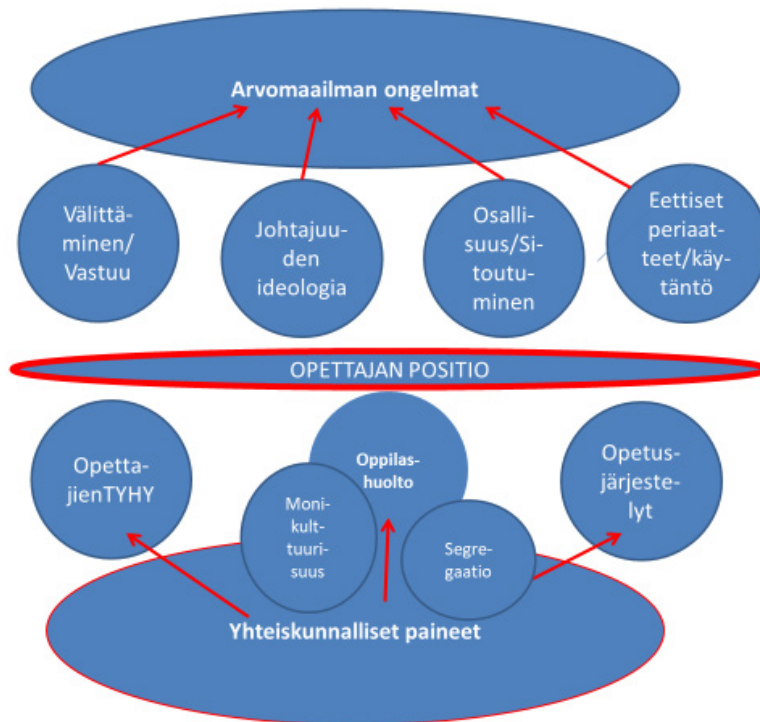 Arvomaailman ongelmat
Välittä-
minen/
Vastuu
Johtajuu-
den
ideologia
Osalli-
suus/Si-
toutu-
minen
Eettiset
periaat-
teet/käy-
täntö
OPETTAJAN POSITIO
Opetta-
jienTYHY
Oppilas-
huolto
Moni-
kult-
tuuri-
suus
Segre-
gaatio
Opetus-
järjeste-
lyt
Yhteiskunnalliset paineet